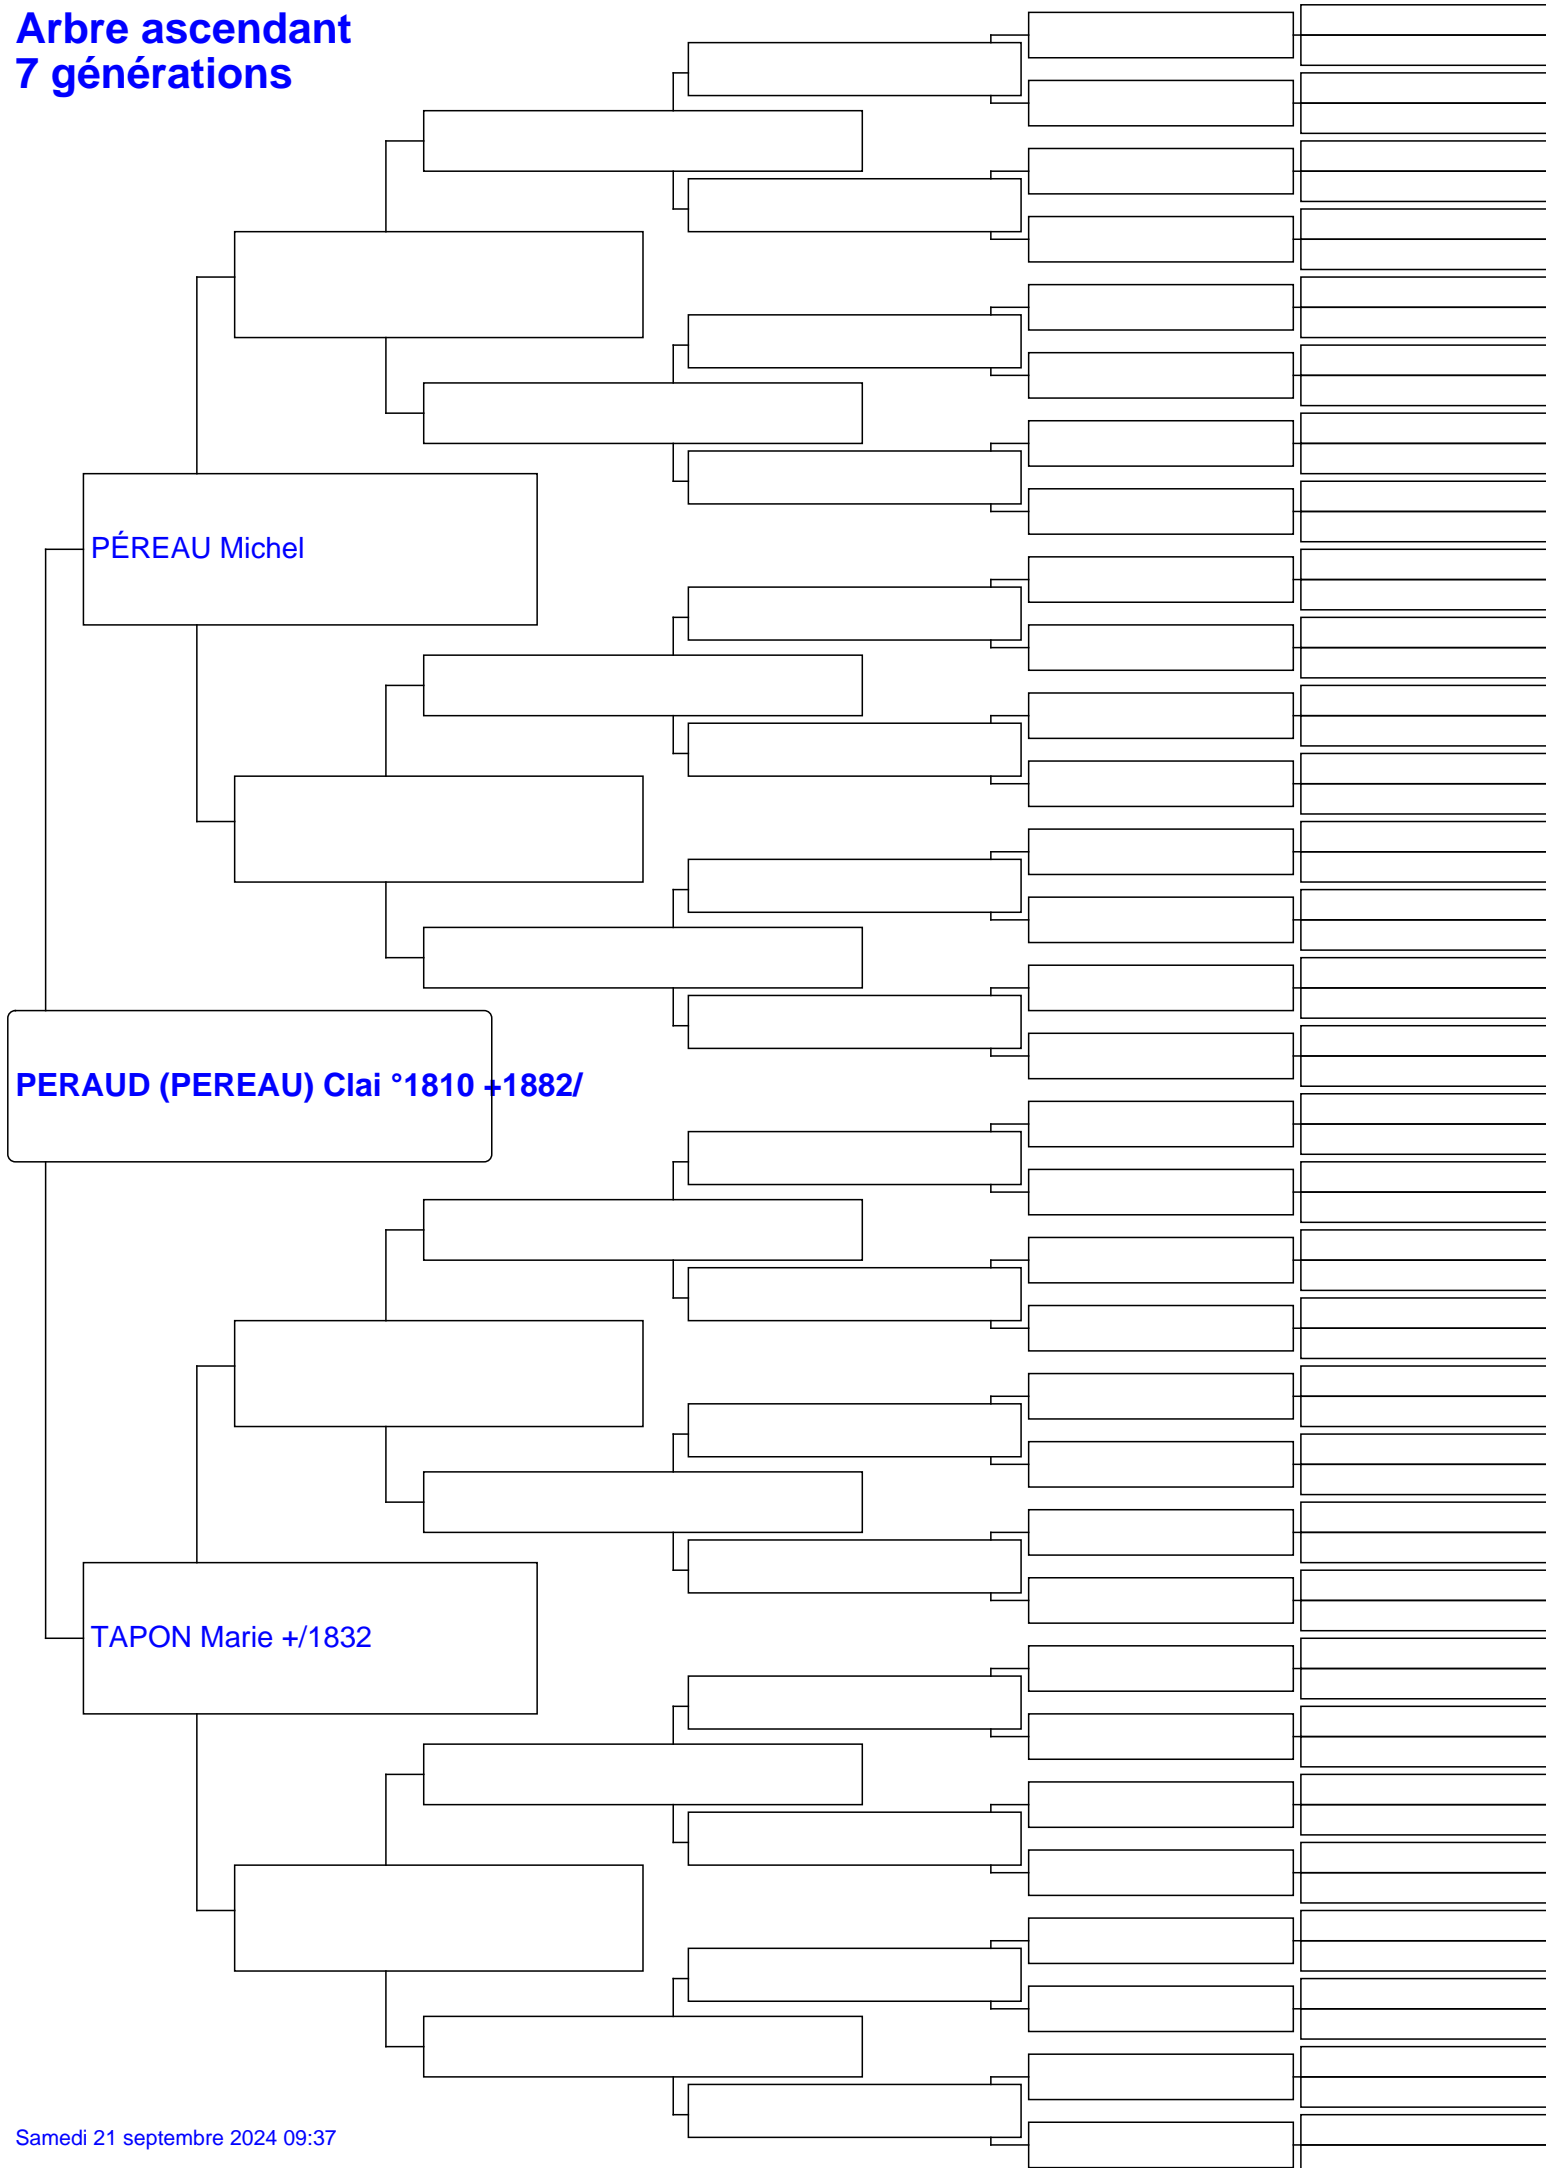 Arbre ascendant
7 générations
PÉREAU Michel
PERAUD (PEREAU) Clai °1810 +1882/
TAPON Marie +/1832
Samedi 21 septembre 2024 09:37